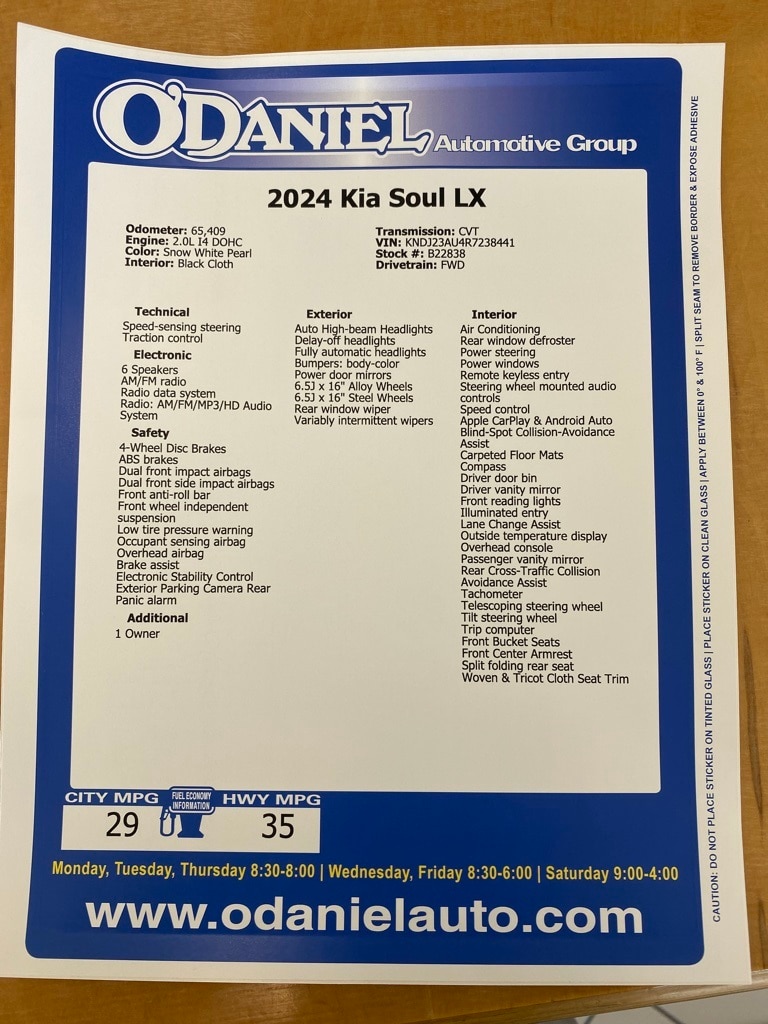 O'DANIEL Automotive Group
2024 Kia Soul LX
Odometer: 65,409
Engine: 2.0L I4 DOHC
Color: Snow White Pearl
Interior: Black Cloth
Transmission: CVT
VIN: KNDJ23AU4R7238441
Stock #: B22838
Drivetrain: FWD
Technical
Speed-sensing steering
Traction control
Electronic
6 Speakers
AM/FM radio
Radio data system
Radio: AM/FM/MP3/HD Audio
System
Safety
4-Wheel Disc Brakes
ABS brakes
Dual front impact airbags
Dual front side impact airbags
Front anti-roll bar
Front wheel independent
suspension
Low tire pressure warning
Occupant sensing airbag
Overhead airbag
Brake assist
Electronic Stability Control
Exterior Parking Camera Rear
Panic alarm
Additional
1 Owner
Exterior
Auto High-beam Headlights
Delay-off headlights
Fully automatic headlights
Bumpers: body-color
Power door mirrors
6.5J x 16" Alloy Wheels
6.5J x 16" Steel Wheels
Rear window wiper
Variably intermittent wipers
Interior
Air Conditioning
Rear window defroster
Power steering
Power windows
Remote keyless entry
Steering wheel mounted audio
controls
Speed control
Apple CarPlay & Android Auto
Blind-Spot Collision-Avoidance
Assist
Carpeted Floor Mats
Compass
Driver door bin
Driver vanity mirror
Front reading lights
Illuminated entry
Lane Change Assist
Outside temperature display
Overhead console
Passenger vanity mirror
Rear Cross-Traffic Collision
Avoidance Assist
Tachometer
Telescoping steering wheel
Tilt steering wheel
Trip computer
Front Bucket Seats
Front Center Armrest
Split folding rear seat
Woven & Tricot Cloth Seat Trim
CITY MPG
29
FUEL ECONOMY
INFORMATION
HWY MPG
35
Monday, Tuesday, Thursday 8:30-8:00 | Wednesday, Friday 8:30-6:00 | Saturday 9:00-4:00
www.odanielauto.com
CAUTION: DO NOT PLACE STICKER ON TINTED GLASS | PLACE STICKER ON CLEAN GLASS | APPLY BETWEEN 0° & 100° F | SPLIT SEAM TO REMOVE BORDER & EXPOSE ADHESIVE